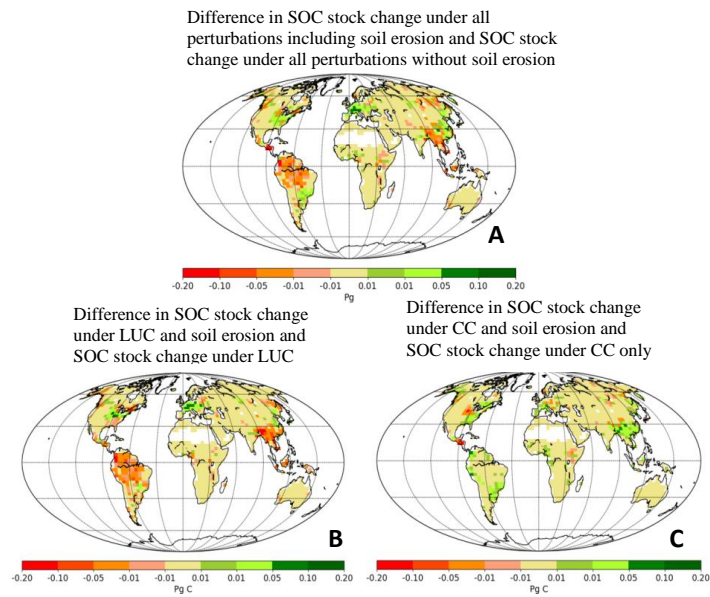 Difference in SOC stock change under all
perturbations including soil erosion and SOC stock
change under all perturbations without soil erosion
A
-0.20 -0.10 -0.05 -0.01 -0.01 0.01 0.01 0.05 0.10 0.20
Pg
Difference in SOC stock change
under LUC and soil erosion and
SOC stock change under LUC
B
-0.20 -0.10 -0.05 -0.01 -0.01 0.01 0.01 0.05 0.10 0.20
Pg C
Difference in SOC stock change
under CC and soil erosion and
SOC stock change under CC only
C
-0.20 -0.10 -0.05 -0.01 -0.01 0.01 0.01 0.05 0.10 0.20
Pg C